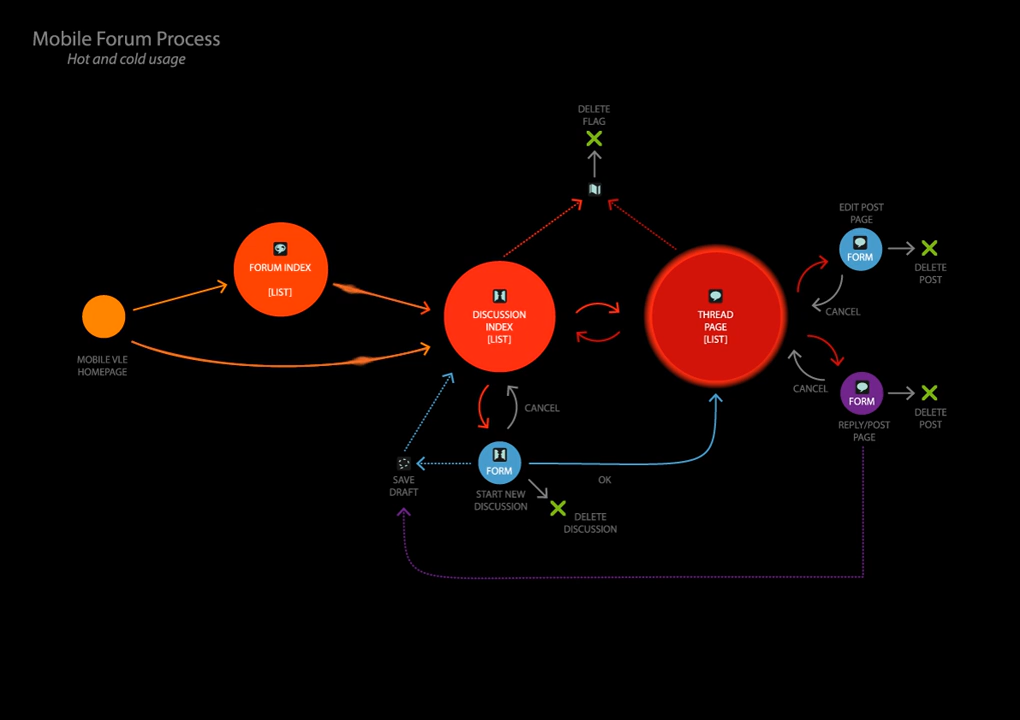 Mobile Forum Process
Hot and cold usage
DELETE
FLAG
EDIT POST
PAGE
FORM
DELETE
POST
CANCEL
FORUM INDEX
[LIST]
DISCUSSION
INDEX
[LIST]
THREAD
PAGE
[LIST]
MOBILE VLE
HOMEPAGE
CANCEL
FORM
DELETE
POST
REPLY/POST
PAGE
CANCEL
FORM
START NEW
DISCUSSION
SAVE
DRAFT
OK
DELETE
DISCUSSION